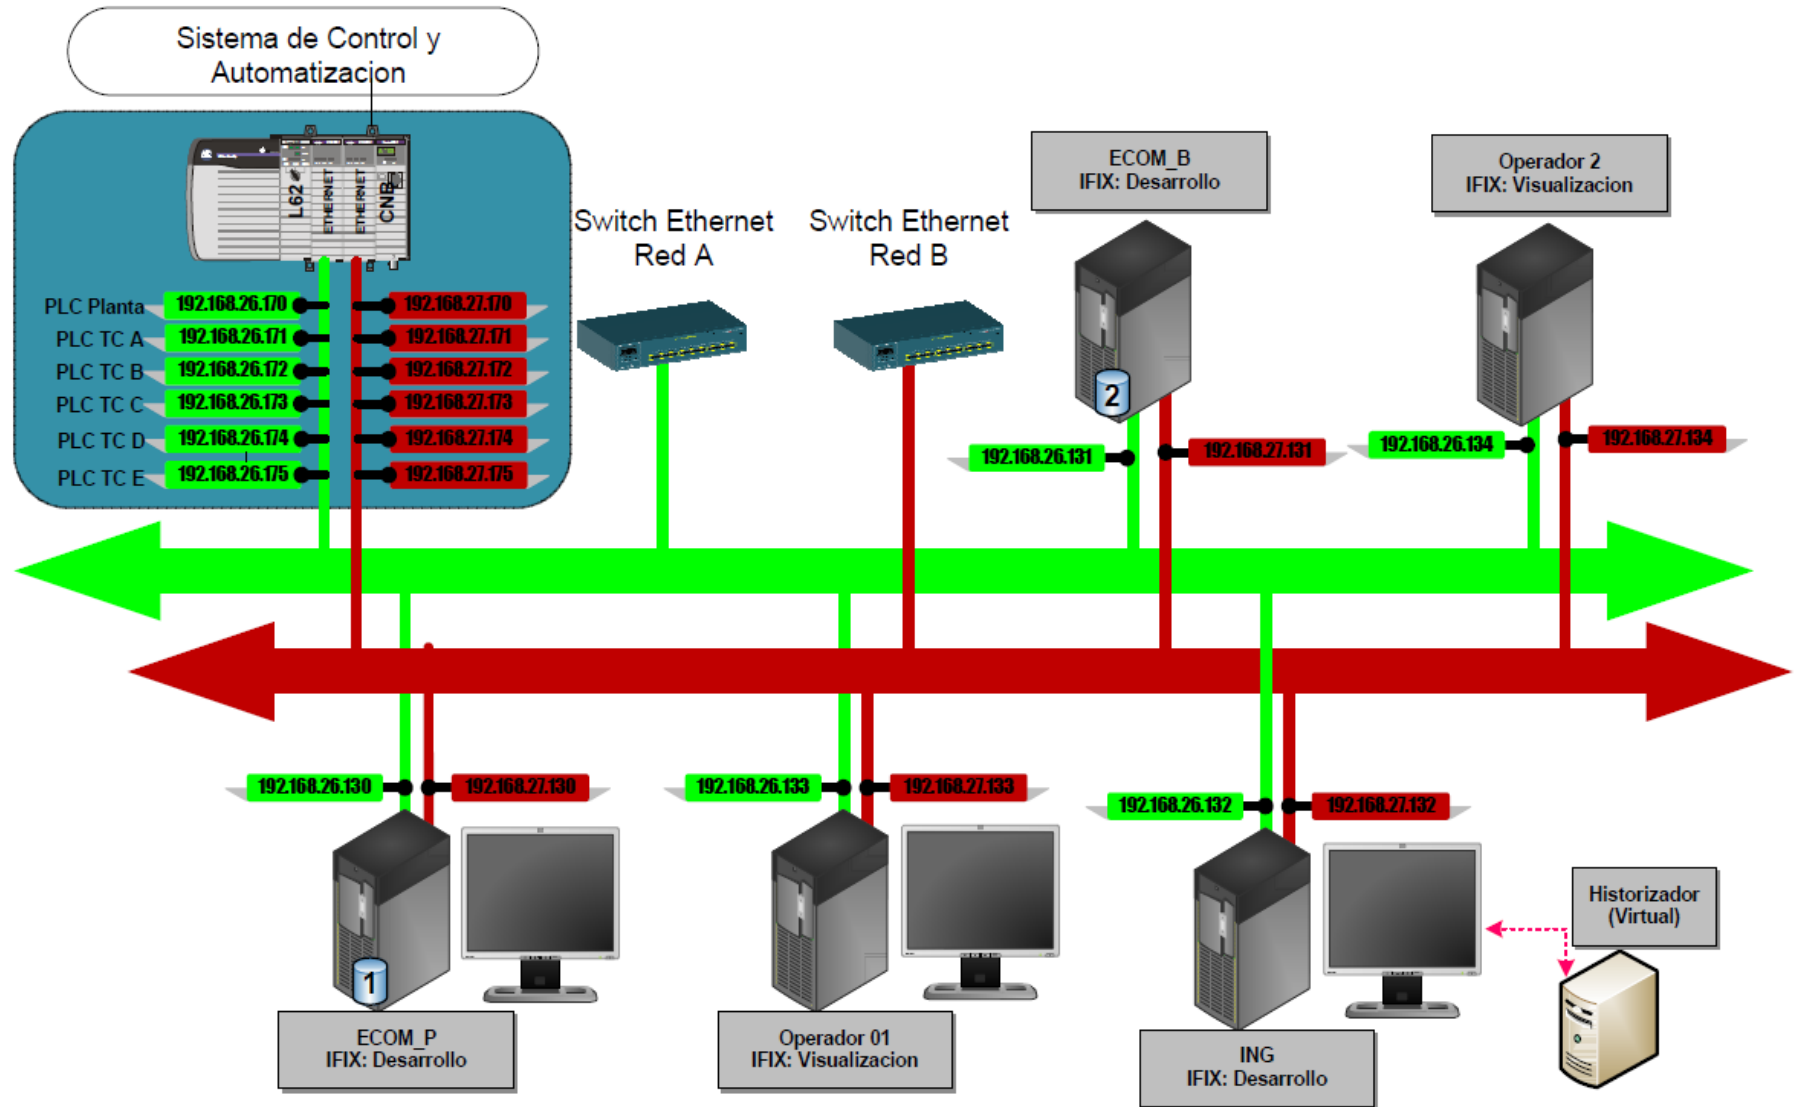 Sistema de Control y
Automatizacion
L62
ETHERNET
ETHERNET
CNB
PLC Planta 192.168.26.170 192.168.27.170
PLC TC A 192.168.26.171 192.168.27.171
PLC TC B 192.168.26.172 192.168.27.172
PLC TC C 192.168.26.173 192.168.27.173
PLC TC D 192.168.26.174 192.168.27.174
PLC TC E 192.168.26.175 192.168.27.175
Switch Ethernet
Red A
Switch Ethernet
Red B
ECOM_B
IFIX: Desarrollo
2
192.168.26.131 192.168.27.131
Operador 2
IFIX: Visualizacion
192.168.26.134 192.168.27.134
192.168.26.130 192.168.27.130
1
ECOM_P
IFIX: Desarrollo
192.168.26.133 192.168.27.133
Operador 01
IFIX: Visualizacion
192.168.26.132 192.168.27.132
ING
IFIX: Desarrollo
Historizador
(Virtual)